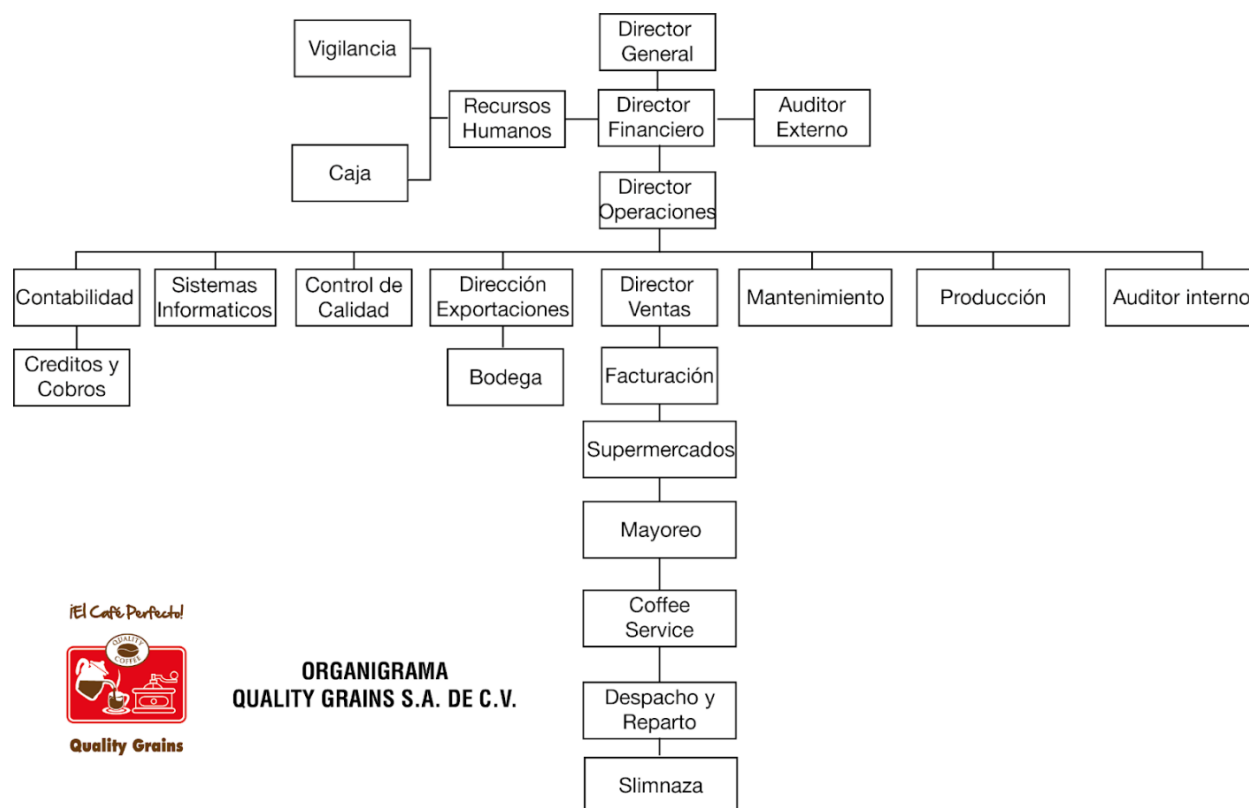 Director
General
Vigilancia
Recursos
Humanos
Director
Financiero
Auditor
Externo
Caja
Director
Operaciones
Contabilidad
Sistemas
Informaticos
Control de
Calidad
Dirección
Exportaciones
Director
Ventas
Mantenimiento
Producción
Auditor interno
Creditos y
Cobros
Bodega
Facturación
Supermercados
Mayoreo
Coffee
Service
Despacho y
Reparto
Slimnaza
¡El Café Perfecto!
QUALITY
COFFEE
Quality Grains
ORGANIGRAMA
QUALITY GRAINS S.A. DE C.V.